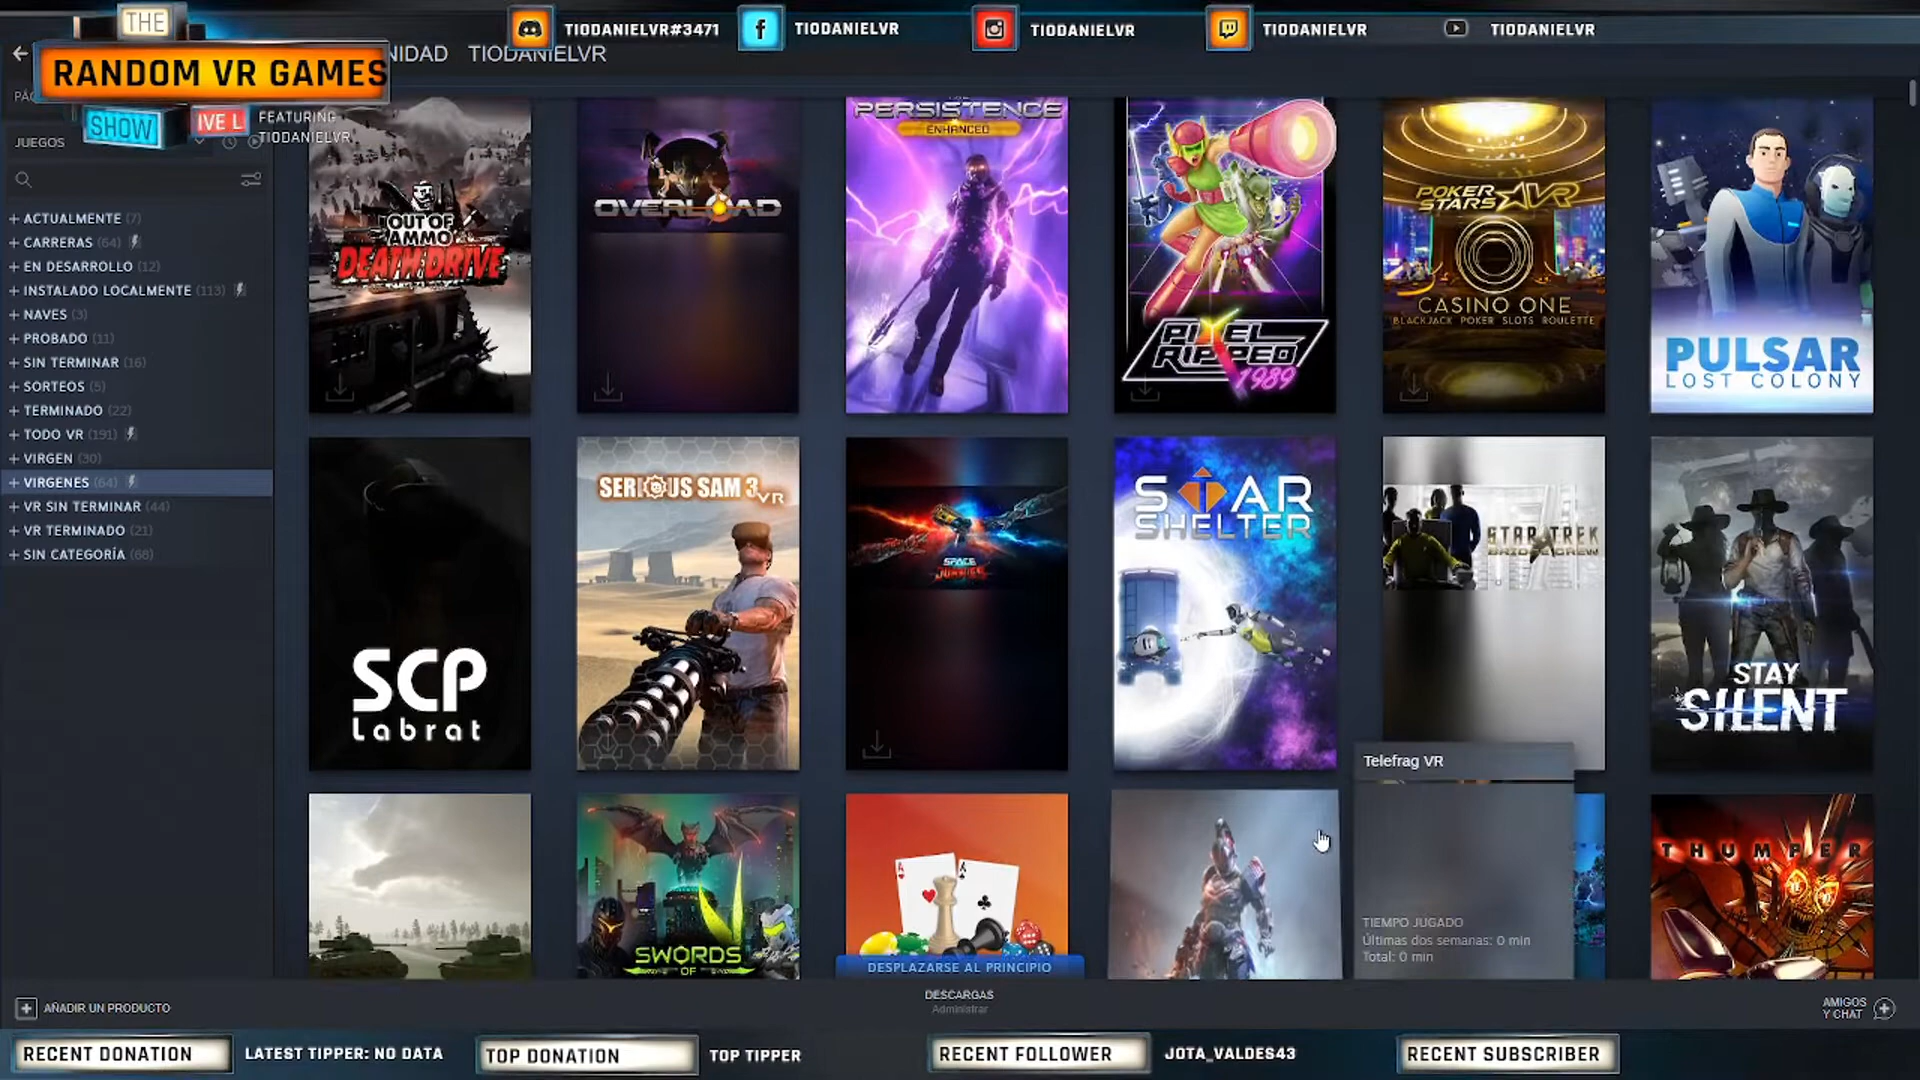 THE
RANDOM VR GAMES
SHOW
IVE L
FEATURING
TIODANIELVR
TIODANIELVR#3471
TIODANIELVR
TIODANIELVR
TIODANIELVR
TIODANIELVR
NIDAD TIODANIELVR
JUEGOS
ACTUALMENTE (7)
CARRERAS (64)
EN DESARROLLO (12)
INSTALADO LOCALMENTE (113)
NAVES (3)
PROBADO (11)
SIN TERMINAR (16)
SORTEOS (5)
TERMINADO (22)
TODO VR (191)
VIRGEN (30)
VIRGENES (64)
VR SIN TERMINAR (44)
VR TERMINADO (21)
SIN CATEGORÍA (68)
OUT OF
AMMO
DEATH DRIVE
OVERLOAD
PERSISTENCE
ENHANCED
PIXEL
RIPPED
1989
POKER
STARS VR
CASINO ONE
BLACKJACK POKER SLOTS ROULETTE
PULSAR
LOST COLONY
SCP
Labrat
SERIOUS SAM 3 VR
SPACE
JUNKIES
STAR
SHELTER
STAR TREK
BRIDGE CREW
STAY
SILENT
SWORDS
OF
DESPLAZARSE AL PRINCIPIO
Telefrag VR
TIEMPO JUGADO
Últimas dos semanas: 0 min
Total: 0 min
THUMPER
AÑADIR UN PRODUCTO
DESCARGAS
Administrar
AMIGOS
Y CHAT
RECENT DONATION
LATEST TIPPER: NO DATA
TOP DONATION
TOP TIPPER
RECENT FOLLOWER
JOTA_VALDES43
RECENT SUBSCRIBER